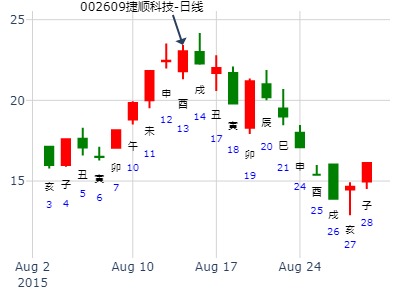 002609捷顺科技-日线
25
20
15
亥
3
子
4
丑
5
寅
6
卯
7
午
10
未
11
申
12
酉
13
戌
14
丑
17
寅
18
卯
19
辰
20
巳
21
申
24
酉
25
戌
26
亥
27
子
28
Aug 2
2015
Aug 10
Aug 17
Aug 24